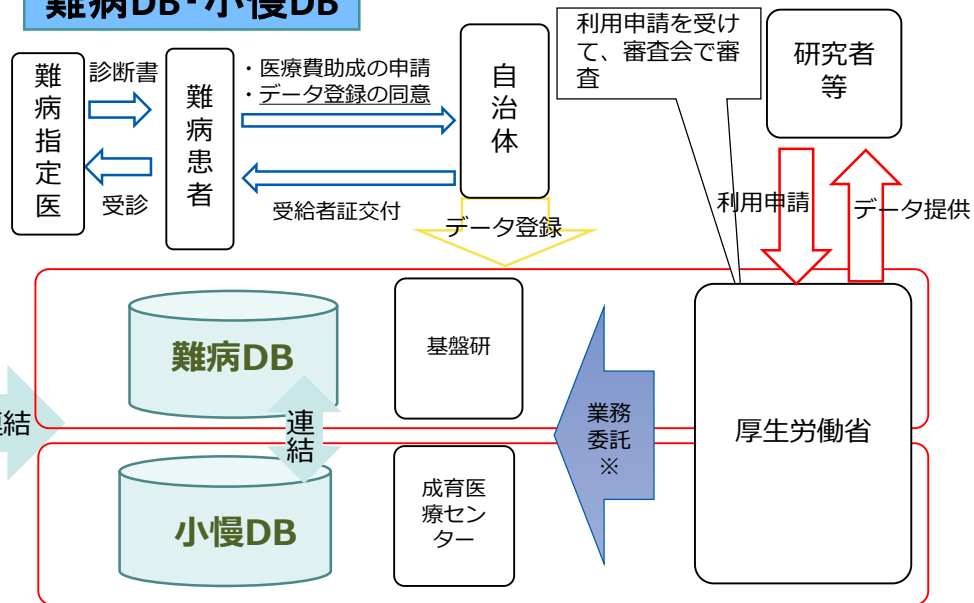 難病DB・小慢DB
難病指定医
診断書
受診
難病患者
・医療費助成の申請
・データ登録の同意
受給者証交付
自治体
利用申請を受け
て、審査会で審
査
研究者
等
利用申請
データ提供
データ登録
難病DB
基盤研
連結
連結
業務
委託
※
厚生労働省
小慢DB
成育医
療セン
ター